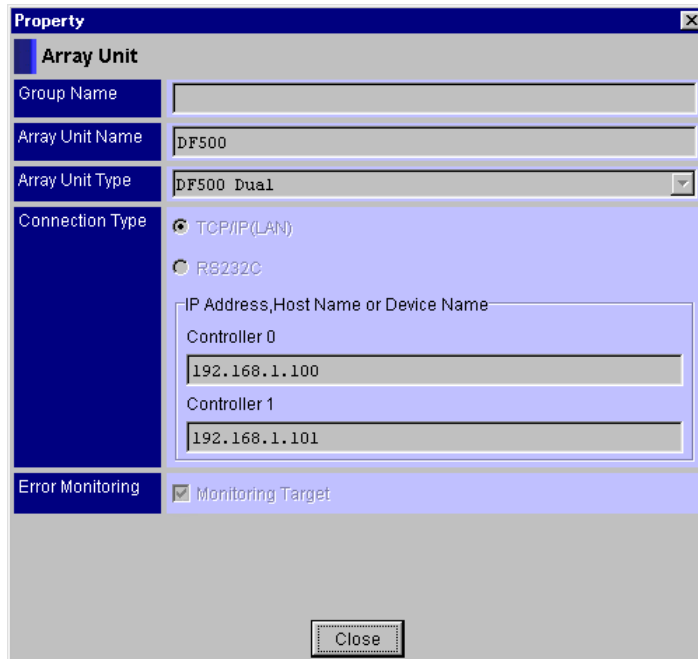 Property
Array Unit
Group Name
Array Unit Name
DF500
Array Unit Type
DF500 Dual
Connection Type
TCP/IP(LAN)
RS232C
IP Address,Host Name or Device Name
Controller 0
192.168.1.100
Controller 1
192.168.1.101
Error Monitoring
Monitoring Target
Close